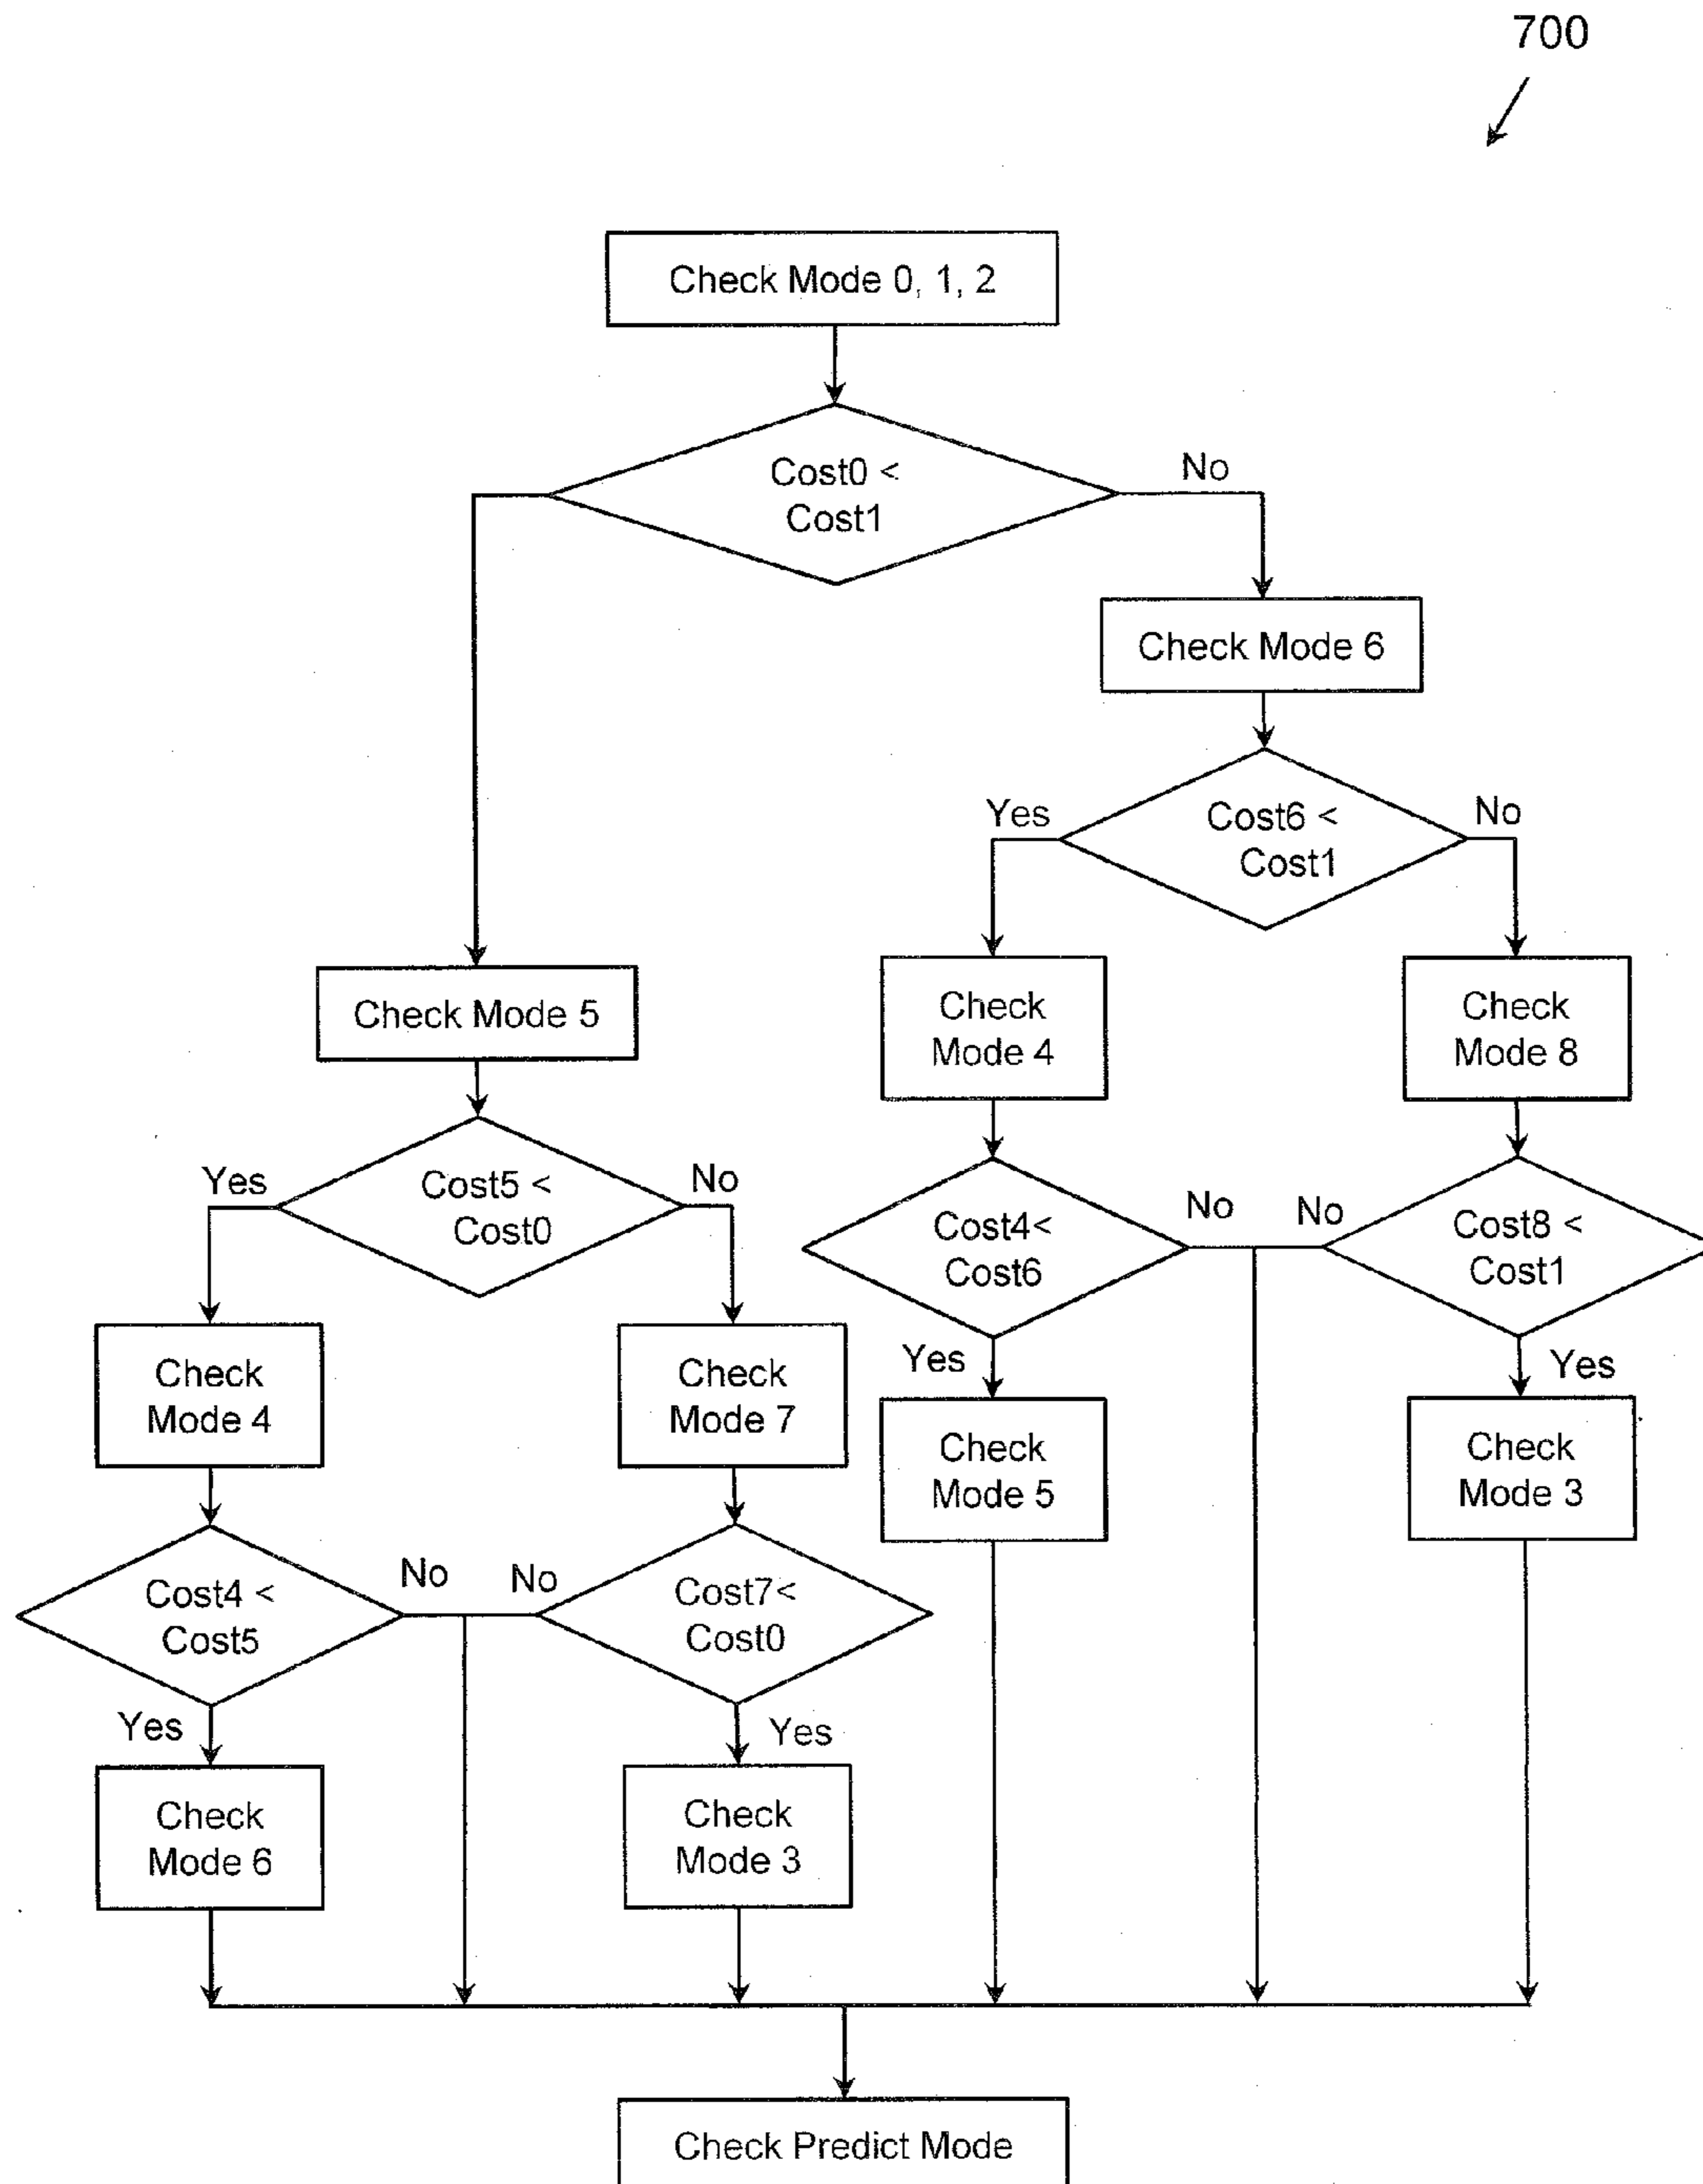 700
Check Mode 0, 1, 2
Cost0 <
Cost1
No
Check Mode 6
Yes
Cost6 <
Cost1
No
Check
Mode 4
Check
Mode 8
Check Mode 5
Yes
Cost5 <
Cost0
No
Cost4<
Cost6
No
No
Cost8 <
Cost1
Check
Mode 4
Check
Mode 7
Yes
Check
Mode 5
Yes
Check
Mode 3
Cost4 <
Cost5
No
No
Cost7<
Cost0
Yes
Check
Mode 6
Yes
Check
Mode 3
Check Predict Mode